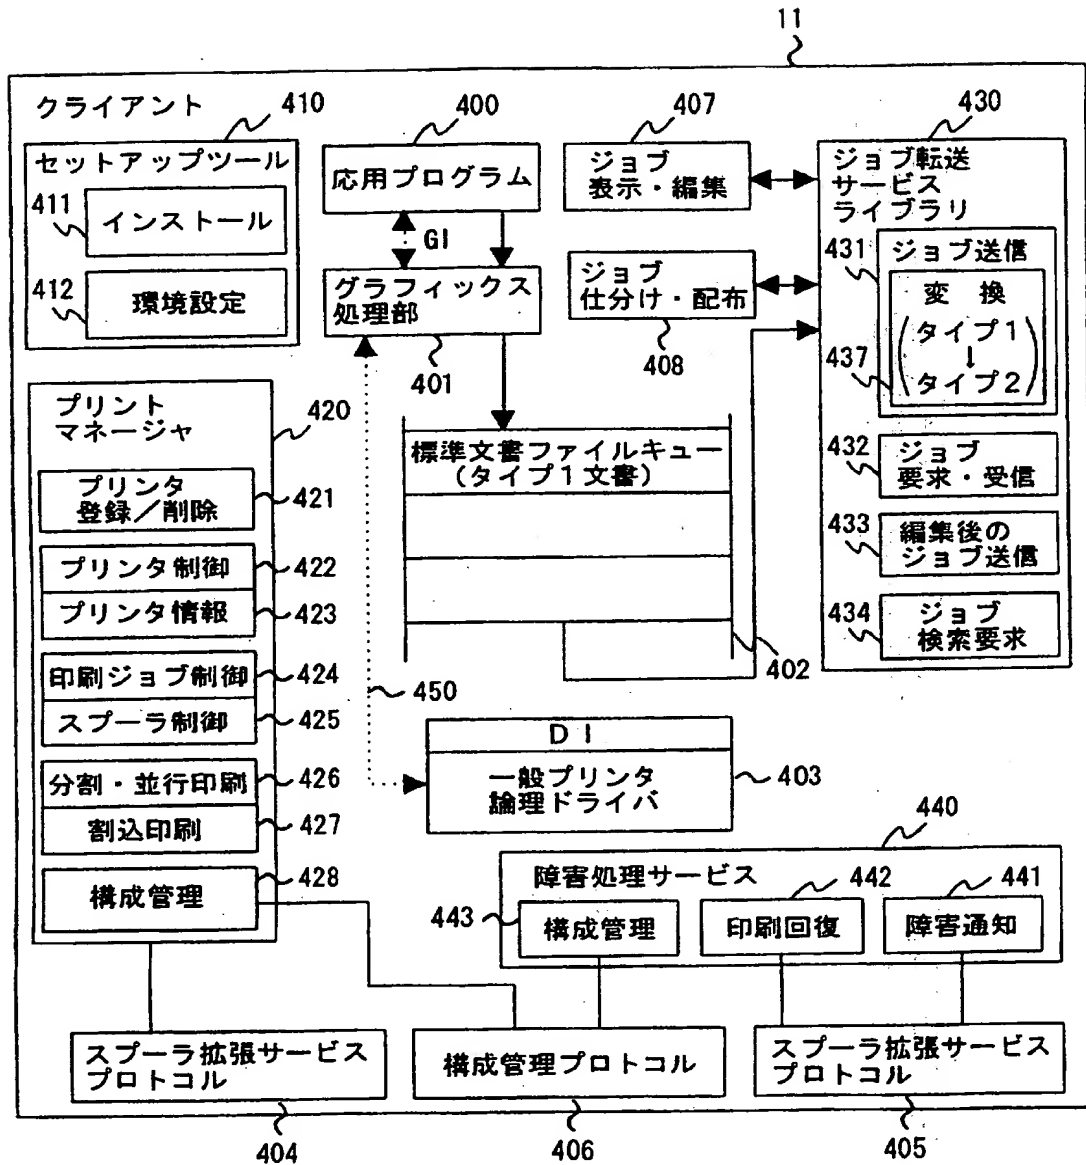 11
クライアント
410
セットアップツール
411
インストール
412
環境設定
400
応用プログラム
GI
グラフィックス
処理部
401
407
ジョブ
表示・編集
ジョブ
仕分け・配布
408
430
ジョブ転送
サービス
ライブラリ
431
ジョブ送信
変 換
(タイプ1
↓
タイプ2)
437
432
ジョブ
要求・受信
433
編集後の
ジョブ送信
434
ジョブ
検索要求
プリント
マネージャ
420
プリンタ
登録/削除
421
プリンタ制御
422
プリンタ情報
423
印刷ジョブ制御
424
スプーラ制御
425
分割・並行印刷
426
割込印刷
427
構成管理
428
標準文書ファイルキュー
(タイプ1文書)
402
450
DI
一般プリンタ
論理ドライバ
403
440
障害処理サービス
443
構成管理
442
印刷回復
441
障害通知
スプーラ拡張サービス
プロトコル
404
構成管理プロトコル
406
スプーラ拡張サービス
プロトコル
405